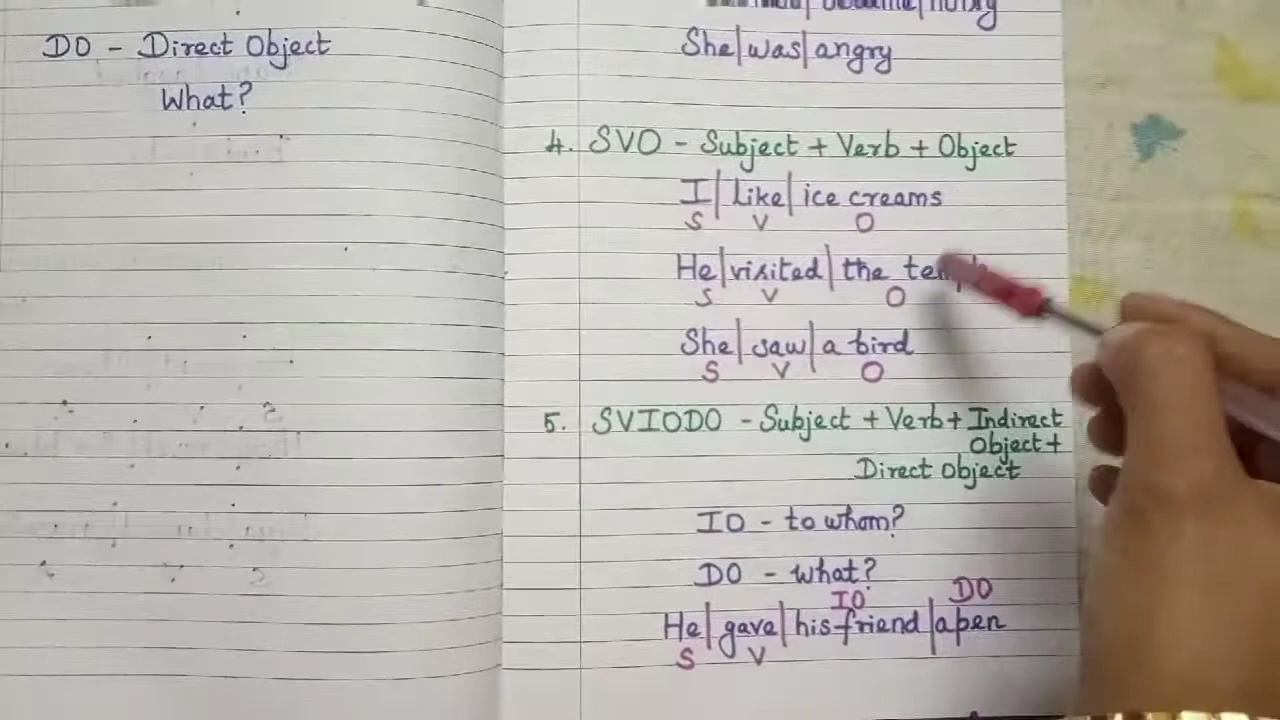 DO - Direct Object
What?
She|was|angry
4. SVO - Subject + Verb + Object
I| like| ice creams
S V O
He|visited| the
S V O
She| saw| a bird
S V O
5. SVIODO - Subject + Verb + Indirect
Object +
Direct Object
IO - to whom?
DO - what?
IO DO
He| gave| his friend |a pen
S V